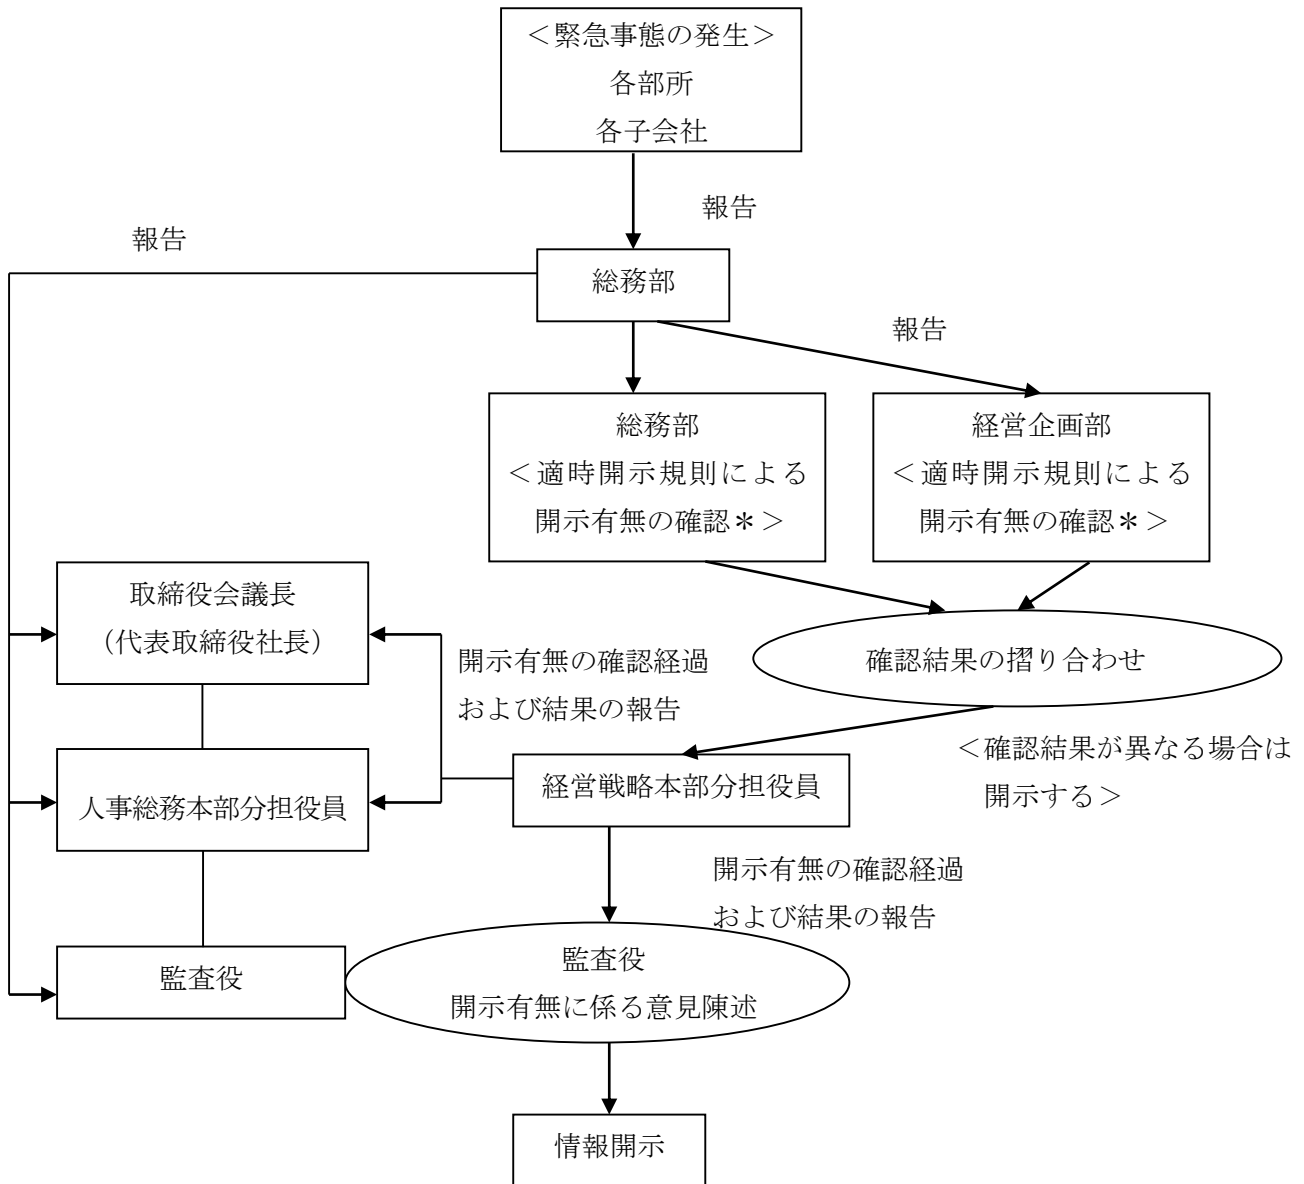 ＜緊急事態の発生＞
各部所
各子会社
報告
報告
総務部
報告
総務部
＜適時開示規則による
開示有無の確認＊＞
経営企画部
＜適時開示規則による
開示有無の確認＊＞
取締役会議長
（代表取締役社長）
開示有無の確認経過
および結果の報告
確認結果の摺り合わせ
＜確認結果が異なる場合は
開示する＞
人事総務本部分担役員
経営戦略本部分担役員
開示有無の確認経過
および結果の報告
監査役
監査役
開示有無に係る意見陳述
情報開示